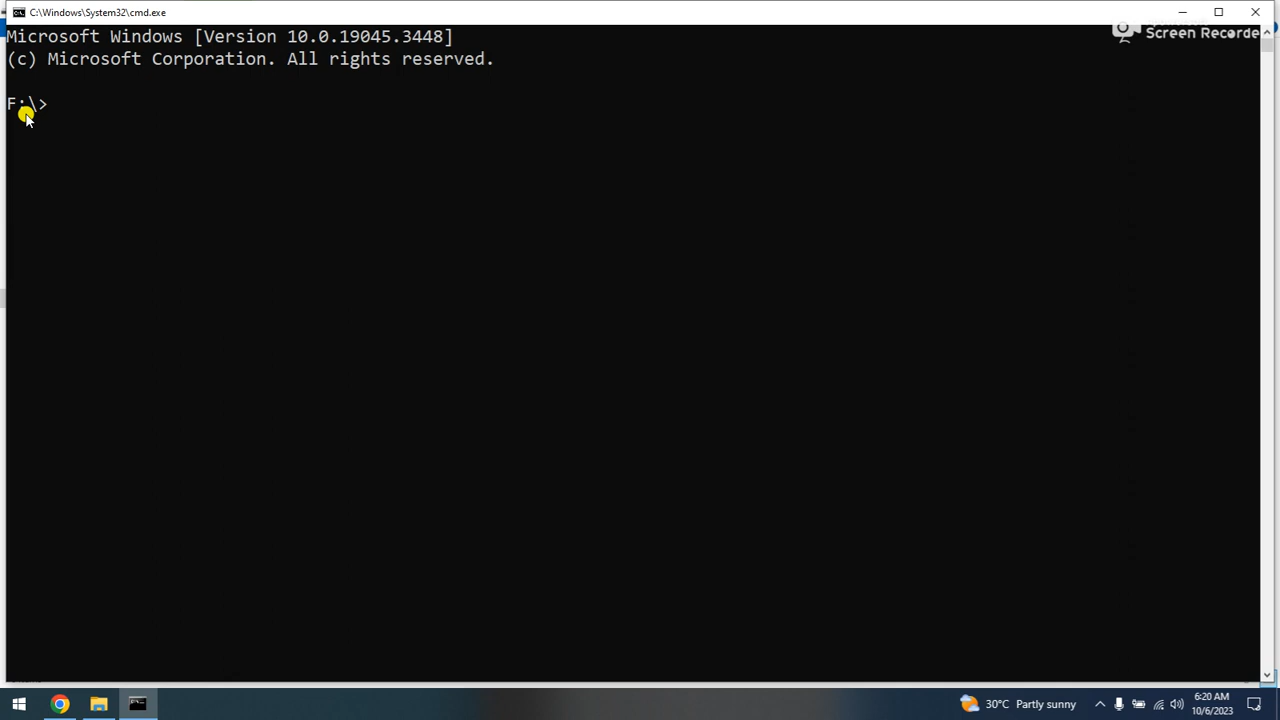 C:\Windows\System32\cmd.exe
Microsoft Windows [Version 10.0.19045.3448]
Screen Recorde
(c) Microsoft Corporation. All rights reserved.
F:\>
30°C Partly sunny
6:20 AM
10/6/2023